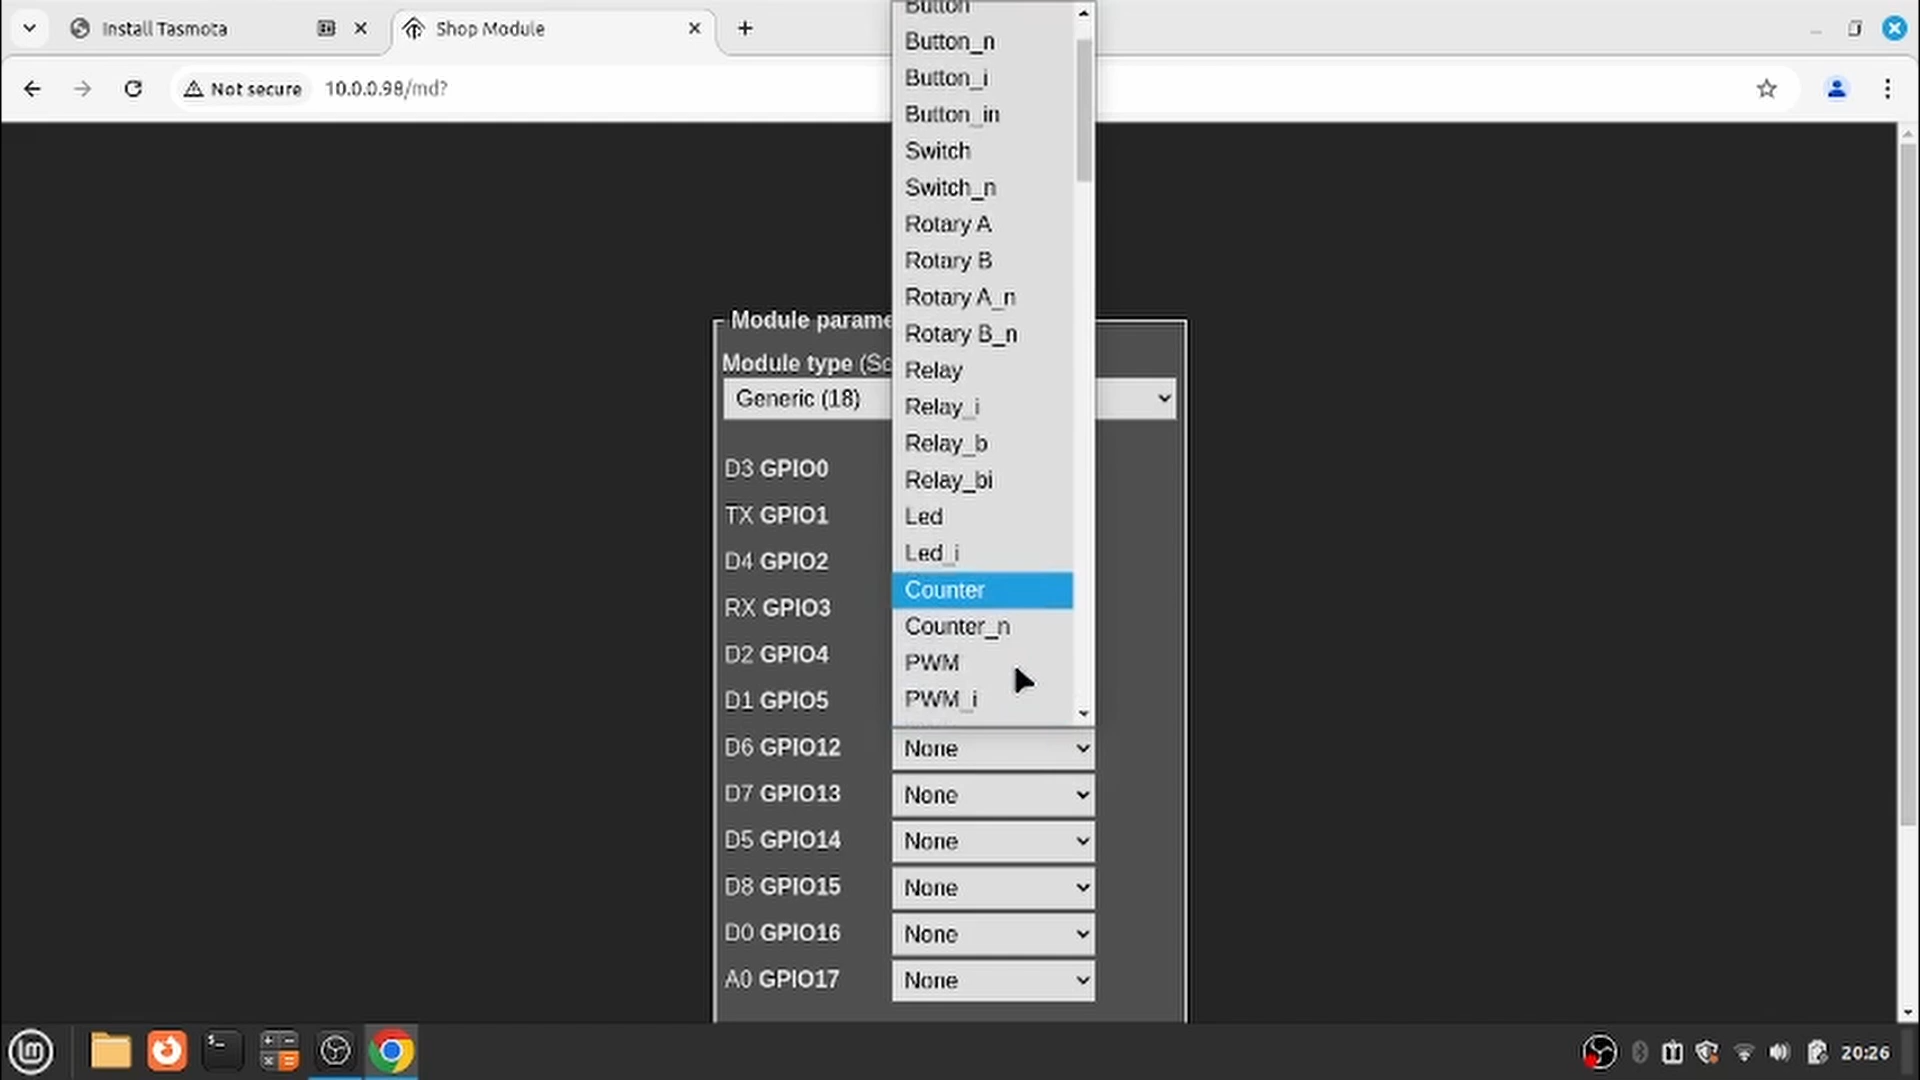 Install Tasmota
Shop Module
Not secure
10.0.0.98/md?
Button
Button_n
Button_i
Button_in
Switch
Switch_n
Rotary A
Rotary B
Rotary A_n
Rotary B_n
Relay
Relay_i
Relay_b
Relay_bi
Led
Led_i
Counter
Counter_n
PWM
PWM_i
Module parame
Module type (So
Generic (18)
D3 GPIO0
TX GPIO1
D4 GPIO2
RX GPIO3
D2 GPIO4
D1 GPIO5
D6 GPIO12 None
D7 GPIO13 None
D5 GPIO14 None
D8 GPIO15 None
D0 GPIO16 None
A0 GPIO17 None
20:26